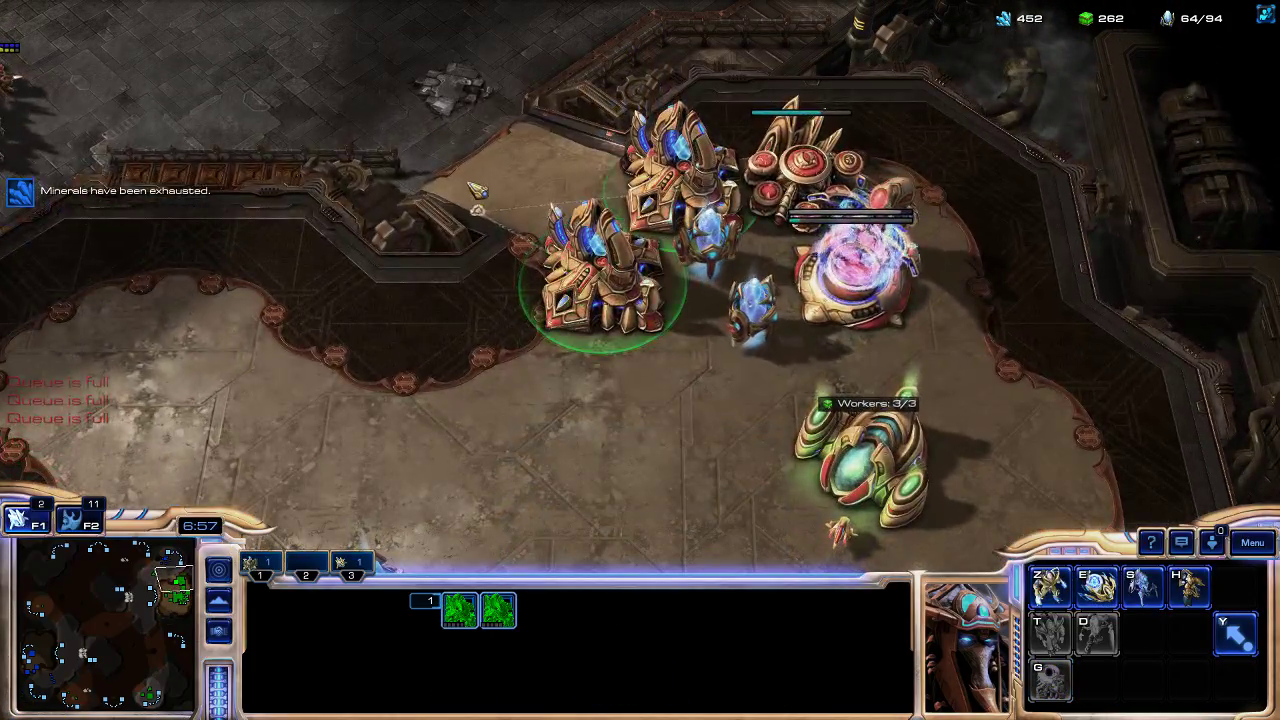 452 262 64/94
Minerals have been exhausted.
Queue is full
Queue is full
Queue is full
Workers: 3/3
2 11
F1 F2
6:57
0
? Menu
1 1
1 2 3
1
Z E S H
T D Y
G